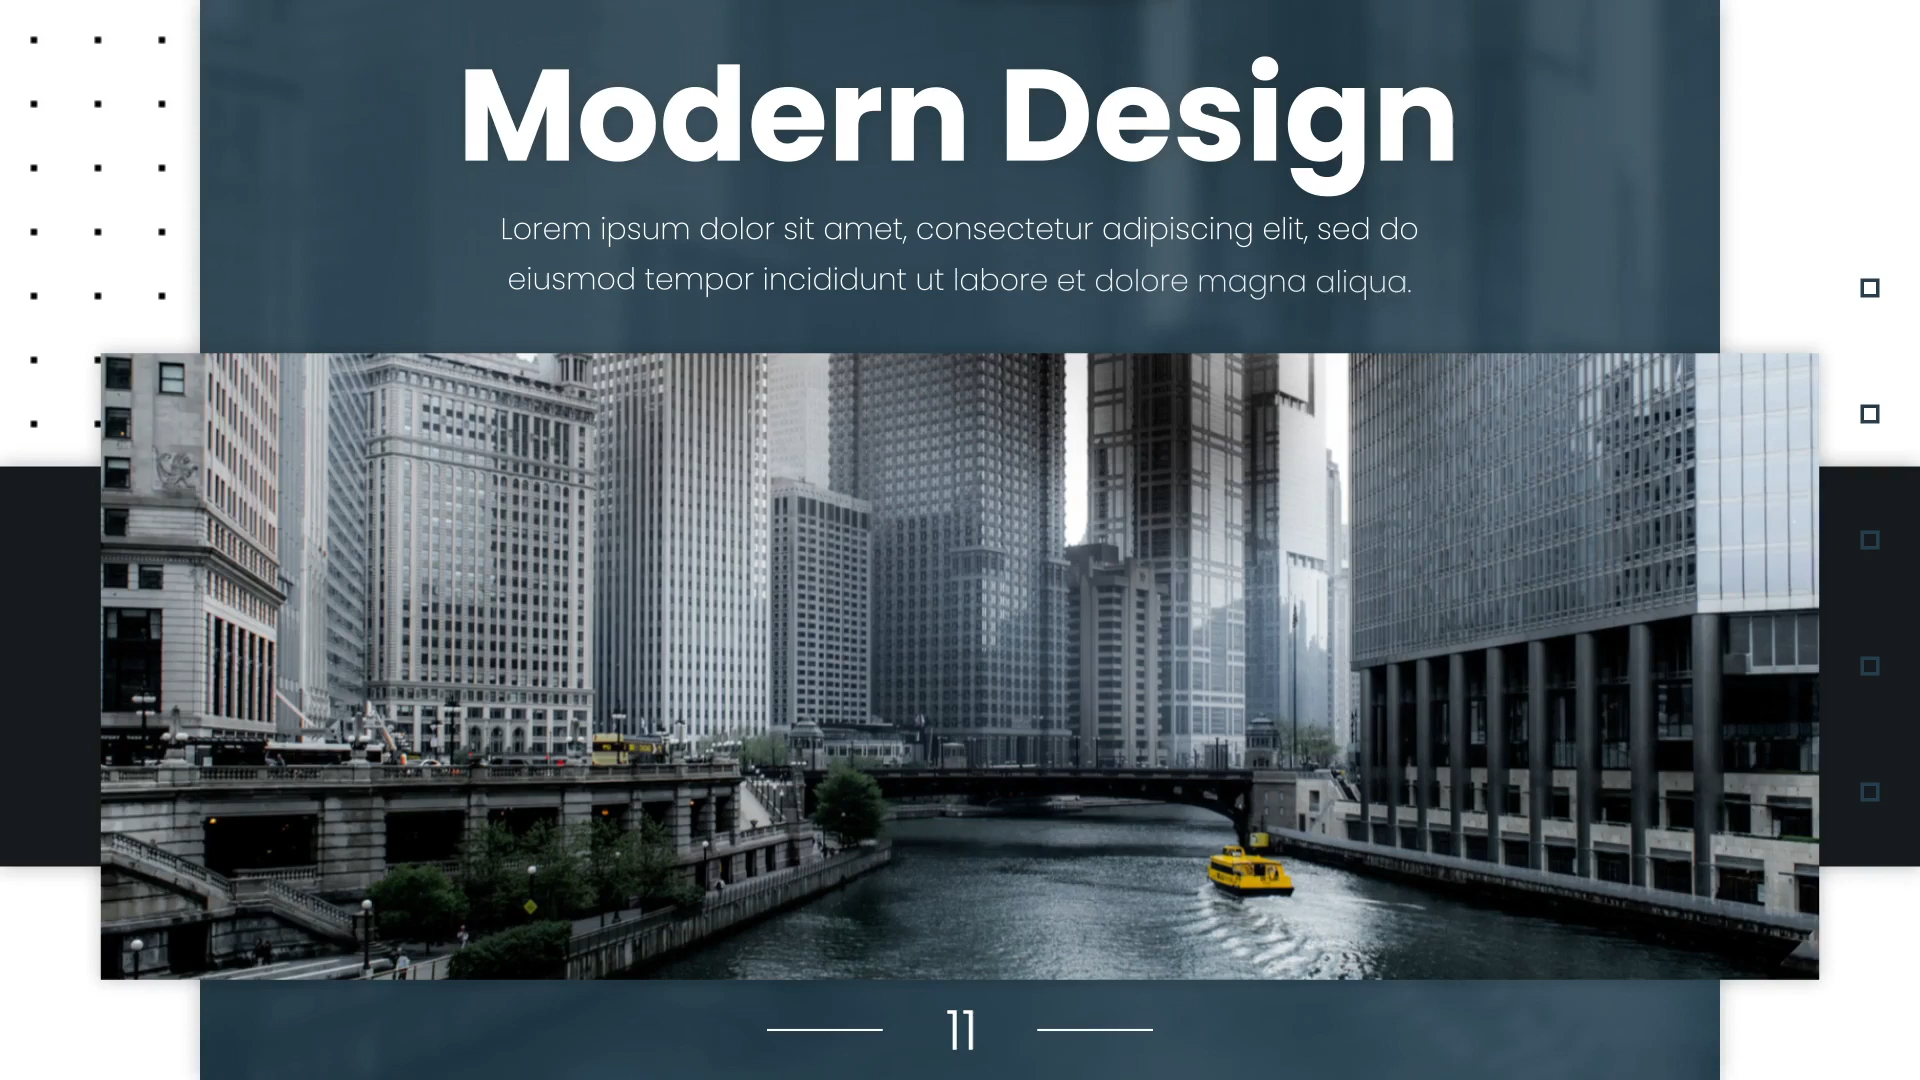 Modern Design
Lorem ipsum dolor sit amet, consectetur adipiscing elit, sed do
eiusmod tempor incididunt ut labore et dolore magna aliqua.
11